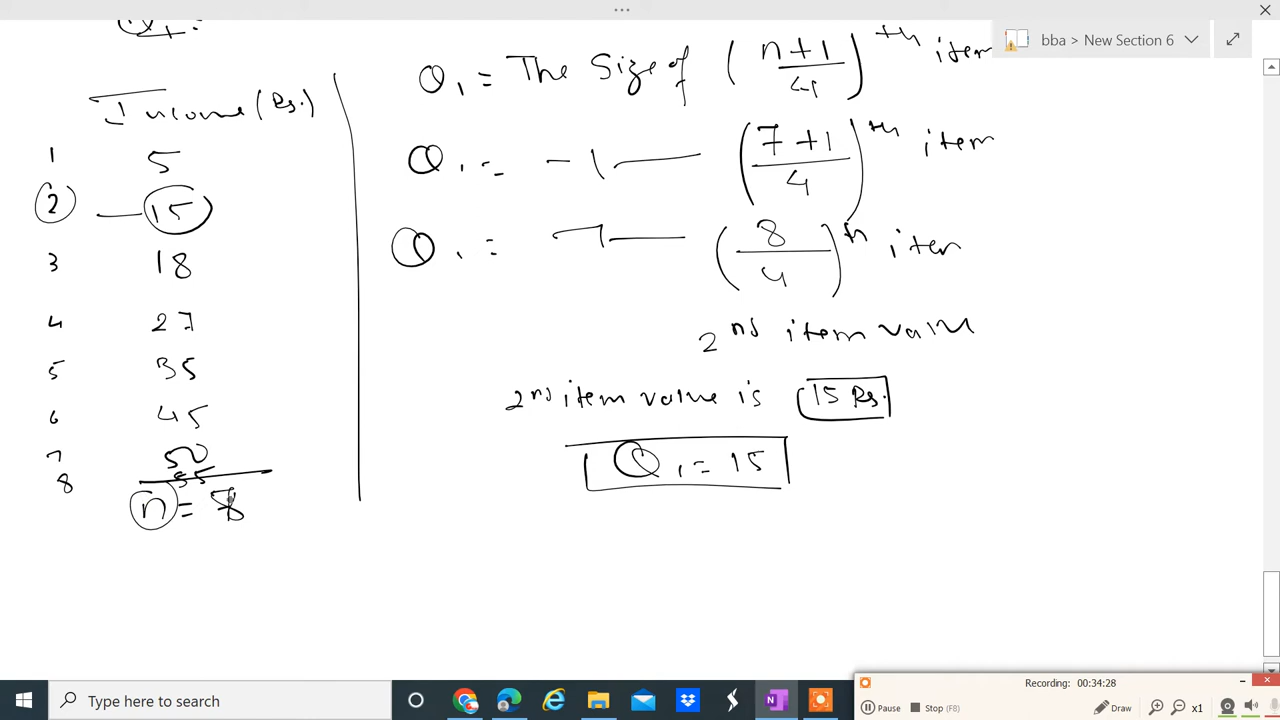 Q₁ :
bba > New Section 6
Q₁ = The Size of (n+1/4)th item
Income (Rs.)
1 5
2 15
3 18
4 27
5 35
6 45
7 50
8 55
n = 8
Q₁ = (7+1/4)th item
Q₁ = (8/4)th item
2nd item value
2nd item value is 15 Rs.
Q₁ = 15
Type here to search
Recording: 00:34:28
Pause
Stop (F8)
Draw
x1